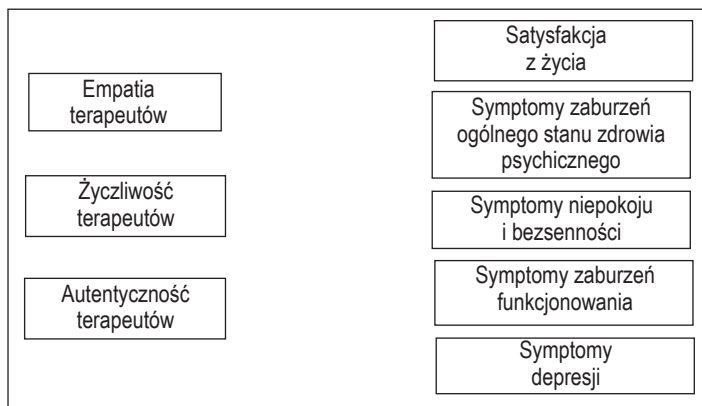 Empatia
terapeutów
Życzliwość
terapeutów
Autentyczność
terapeutów
Satysfakcja
z życia
Symptomy zaburzeń
ogólnego stanu zdrowia
psychicznego
Symptomy niepokoju
i bezsenności
Symptomy zaburzeń
funkcjonowania
Symptomy
depresji